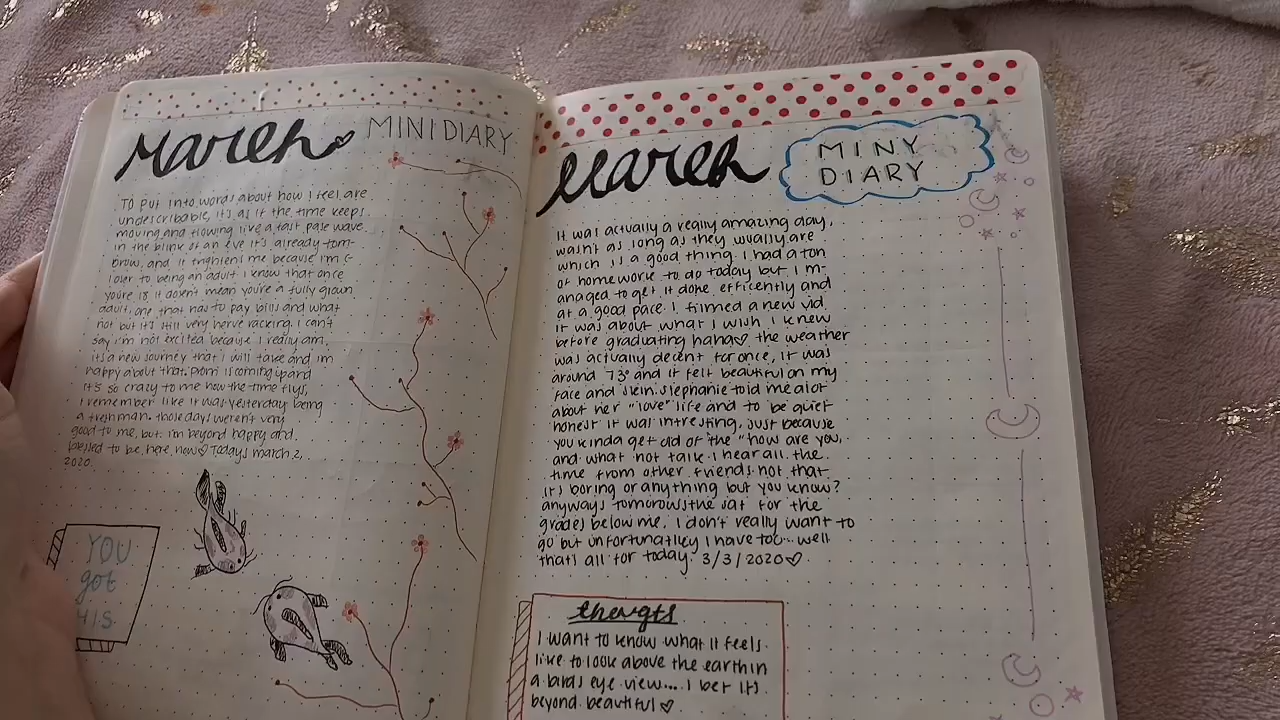 March MINI DIARY
To put into words about how I feel are
undescribable, it's as if the time keeps
moving and flowing like a fast pase wave.
in the blink of an eye it's already tom-
orow. and it frightens me because I'm c-
loser to being an adult. I know that once
you're 18 it doesn't mean you're a fully grown
adult, one that has to pay bills and what
not but it's still very nerve racking. I can't
say I'm not excited because I really am,
it's a new journey that I will take and im
happy about that. Prom is coming up and
it's so crazy to me how the time flys,
I remember like it was yesterday being
a freshman. those days weren't very
good to me, but. i'm beyond happy and
blessed to be here now♡ Todays march 2,
2020.
YOU
got
HIS.
March MINY
DIARY
It was actually a really amazing day,
wasn't as long as they usually are
which is a good thing. I had a ton
of homework to do today but I m-
anaged to get it done efficently and
at a good pace. I filmed a new vid
it was about what I wish I knew
before graduating haha♡ the weather
was actually decent for once, it was
around 73° and it felt beautiful on my
face and skin. Stephanie told me alot
about her "love" life and to be quiet
honest it was intresting, just because
you kinda get old of the "how are you,
and what not talk I hear all the
time from other friends. not that
it's boring or anything but you know?
anyways tomorows the sat for the
grades below me, I don't really want to
go but unfortunatley I have too... well
thats all for today. 3/3/2020♡
thougts
I want to know what it feels
like to look above the earth in
a birds eye view.... I bet it's
beyond beautiful ♡